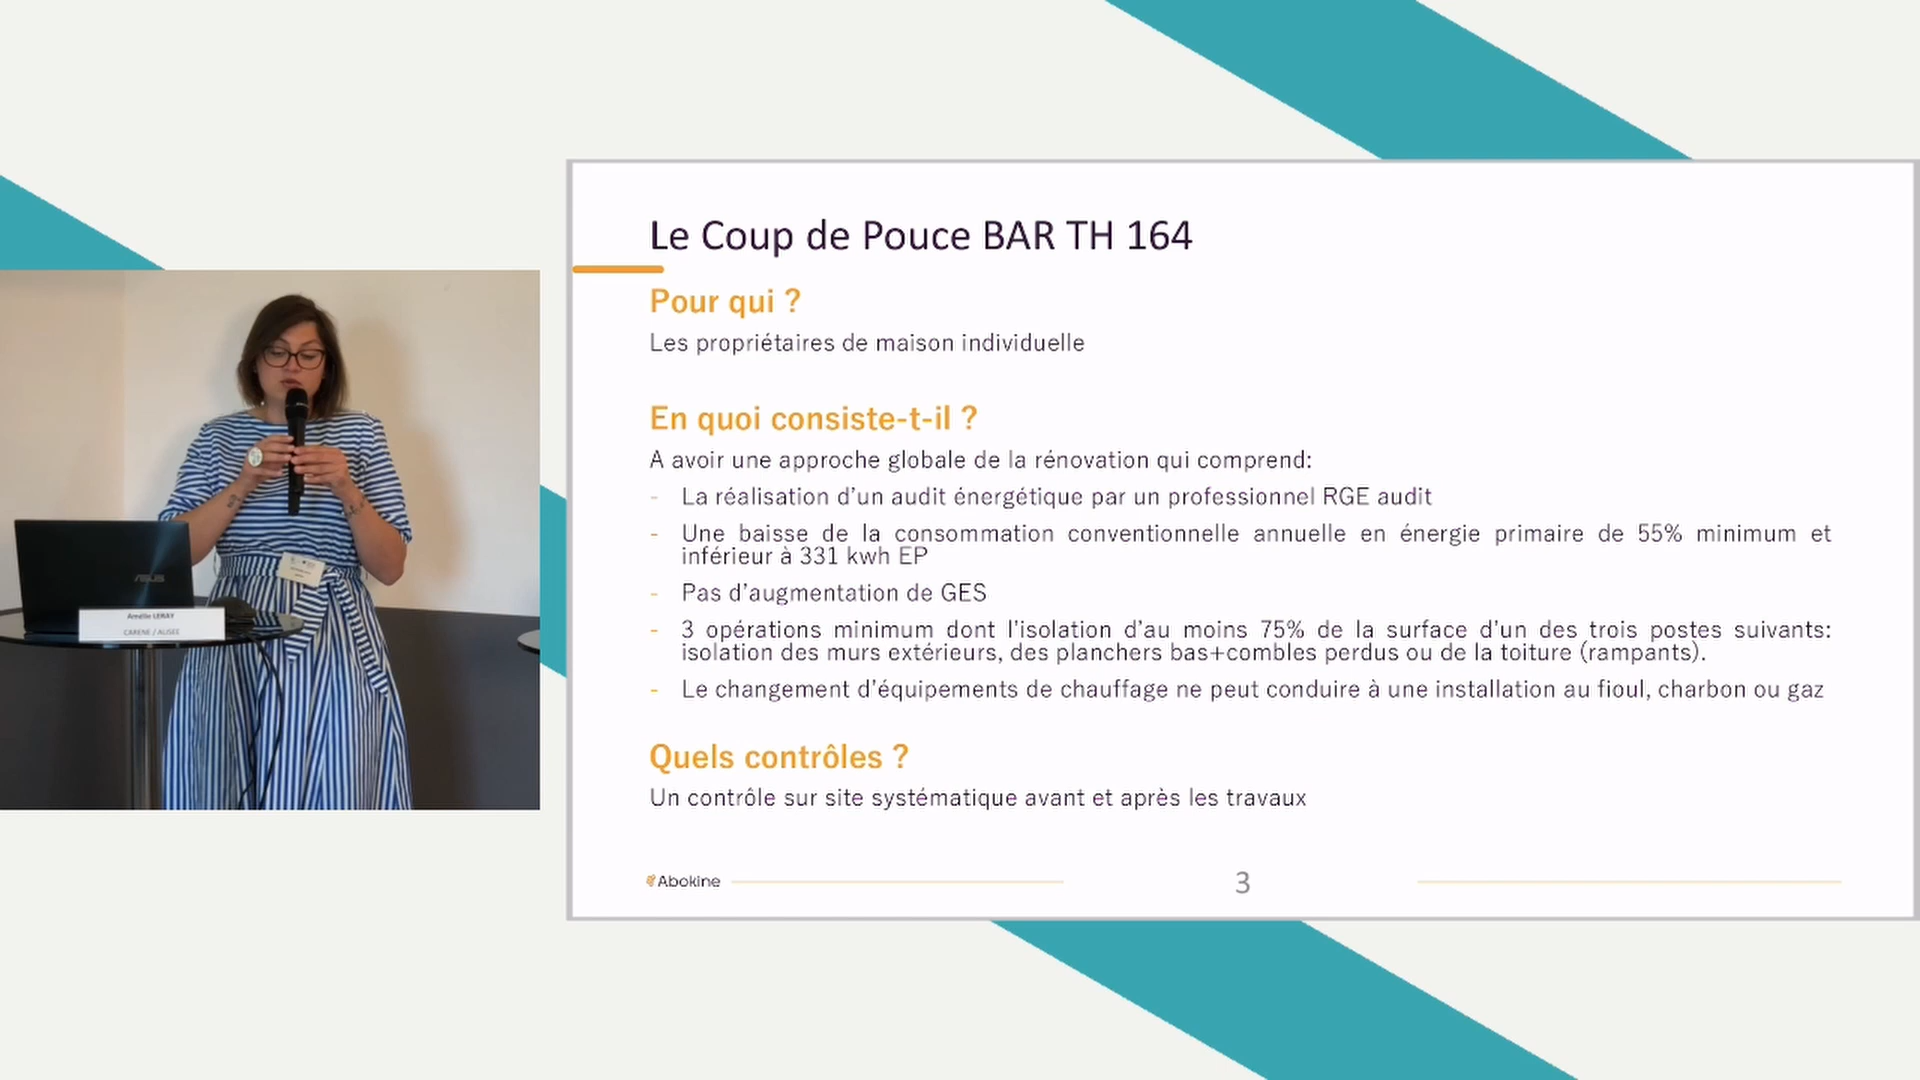 ASUS
Amélie LERAY
CARENE / ALISEE
Le Coup de Pouce BAR TH 164
Pour qui ?
Les propriétaires de maison individuelle
En quoi consiste-t-il ?
A avoir une approche globale de la rénovation qui comprend:
- La réalisation d'un audit énergétique par un professionnel RGE audit
- Une baisse de la consommation conventionnelle annuelle en énergie primaire de 55% minimum et
inférieur à 331 kwh EP
- Pas d'augmentation de GES
- 3 opérations minimum dont l'isolation d'au moins 75% de la surface d'un des trois postes suivants:
isolation des murs extérieurs, des planchers bas+combles perdus ou de la toiture (rampants).
- Le changement d'équipements de chauffage ne peut conduire à une installation au fioul, charbon ou gaz
Quels contrôles ?
Un contrôle sur site systématique avant et après les travaux
Abokine
3